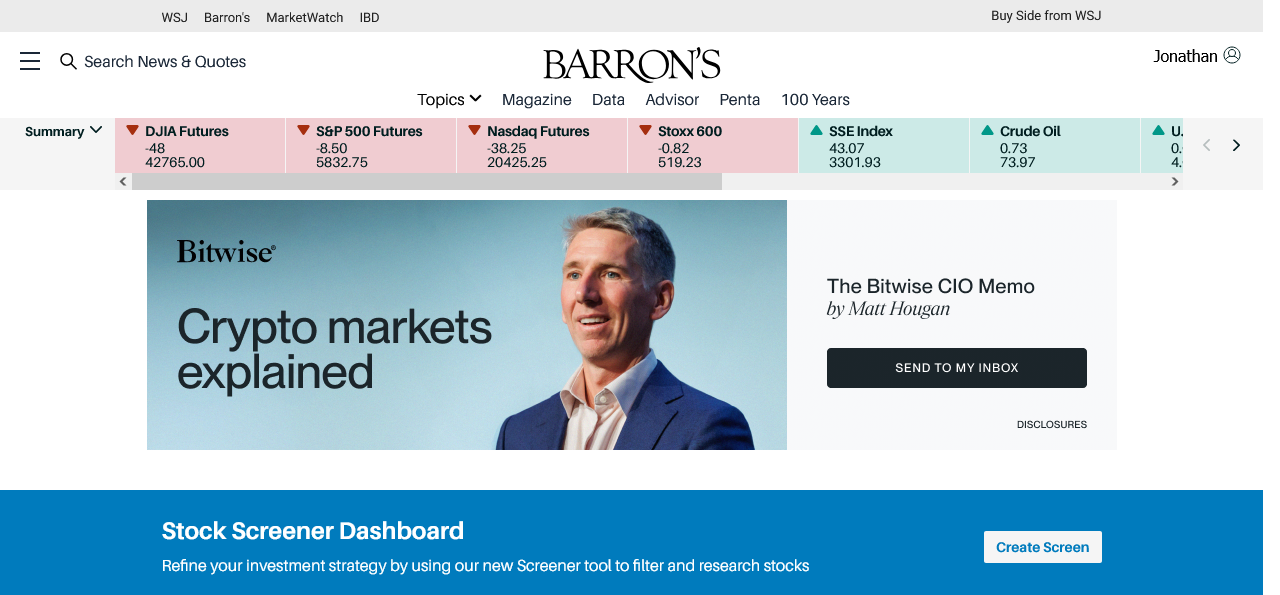 WSJ Barron's MarketWatch IBD Buy Side from WSJ
Search News & Quotes BARRON'S Jonathan
Topics Magazine Data Advisor Penta 100 Years
Summary
DJIA Futures
-48
42765.00
S&P 500 Futures
-8.50
5832.75
Nasdaq Futures
-38.25
20425.25
Stoxx 600
-0.82
519.23
SSE Index
43.07
3301.93
Crude Oil
0.73
73.97
U.
0.
4.
Bitwise®
Crypto markets
explained
The Bitwise CIO Memo
by Matt Hougan
SEND TO MY INBOX
DISCLOSURES
Stock Screener Dashboard
Refine your investment strategy by using our new Screener tool to filter and research stocks
Create Screen